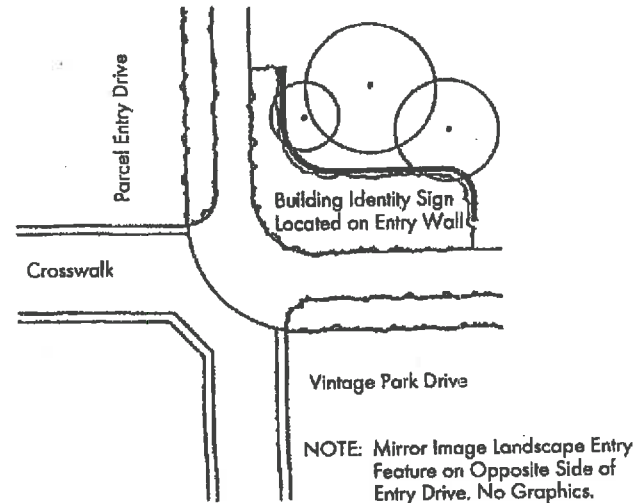 Parcel Entry Drive
Building Identity Sign
Located on Entry Wall
Crosswalk
Vintage Park Drive
NOTE: Mirror Image Landscape Entry
Feature on Opposite Side of
Entry Drive. No Graphics.